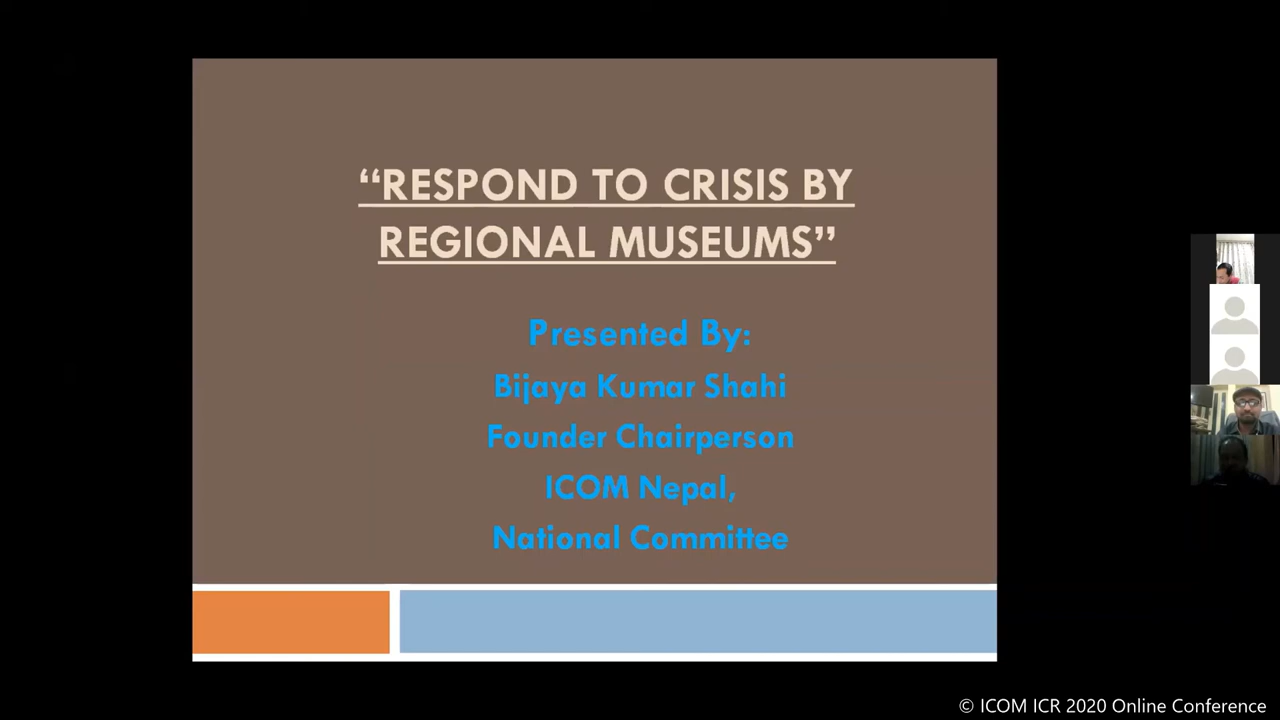 “RESPOND TO CRISIS BY
REGIONAL MUSEUMS”
Presented By:
Bijaya Kumar Shahi
Founder Chairperson
ICOM Nepal,
National Committee
© ICOM ICR 2020 Online Conference